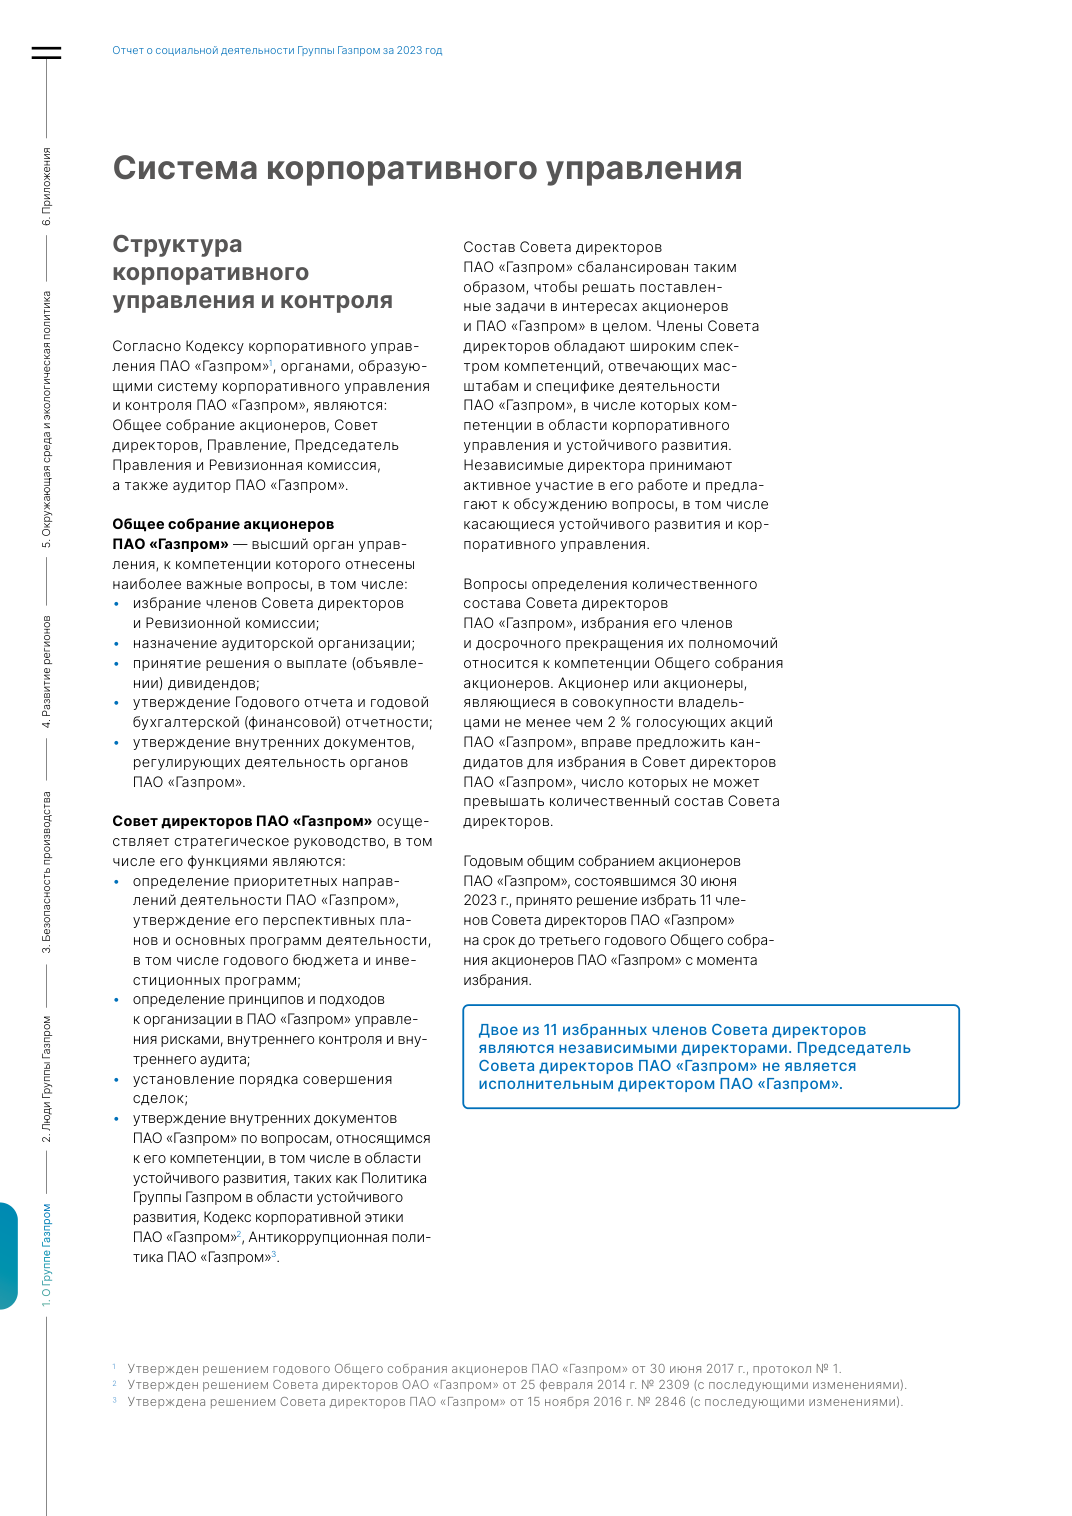 Отчет о социальной деятельности Группы Газпром за 2023 год
6. Приложения
5. Окружающая среда и экологическая политика
4. Развитие регионов
3. Безопасность производства
2. Люди Группы Газпром
1. О Группе Газпром
Система корпоративного управления
Структура
корпоративного
управления и контроля
Согласно Кодексу корпоративного управ-
ления ПАО «Газпром»¹, органами, образую-
щими систему корпоративного управления
и контроля ПАО «Газпром», являются:
Общее собрание акционеров, Совет
директоров, Правление, Председатель
Правления и Ревизионная комиссия,
а также аудитор ПАО «Газпром».
Общее собрание акционеров
ПАО «Газпром» — высший орган управ-
ления, к компетенции которого отнесены
наиболее важные вопросы, в том числе:
• избрание членов Совета директоров
и Ревизионной комиссии;
• назначение аудиторской организации;
• принятие решения о выплате (объявле-
нии) дивидендов;
• утверждение Годового отчета и годовой
бухгалтерской (финансовой) отчетности;
• утверждение внутренних документов,
регулирующих деятельность органов
ПАО «Газпром».
Совет директоров ПАО «Газпром» осуще-
ствляет стратегическое руководство, в том
числе его функциями являются:
• определение приоритетных направ-
лений деятельности ПАО «Газпром»,
утверждение его перспективных пла-
нов и основных программ деятельности,
в том числе годового бюджета и инве-
стиционных программ;
• определение принципов и подходов
к организации в ПАО «Газпром» управле-
ния рисками, внутреннего контроля и вну-
треннего аудита;
• установление порядка совершения
сделок;
• утверждение внутренних документов
ПАО «Газпром» по вопросам, относящимся
к его компетенции, в том числе в области
устойчивого развития, таких как Политика
Группы Газпром в области устойчивого
развития, Кодекс корпоративной этики
ПАО «Газпром»², Антикоррупционная поли-
тика ПАО «Газпром»³.
Состав Совета директоров
ПАО «Газпром» сбалансирован таким
образом, чтобы решать поставлен-
ные задачи в интересах акционеров
и ПАО «Газпром» в целом. Члены Совета
директоров обладают широким спек-
тром компетенций, отвечающих мас-
штабам и специфике деятельности
ПАО «Газпром», в числе которых ком-
петенции в области корпоративного
управления и устойчивого развития.
Независимые директора принимают
активное участие в его работе и предла-
гают к обсуждению вопросы, в том числе
касающиеся устойчивого развития и кор-
поративного управления.
Вопросы определения количественного
состава Совета директоров
ПАО «Газпром», избрания его членов
и досрочного прекращения их полномочий
относится к компетенции Общего собрания
акционеров. Акционер или акционеры,
являющиеся в совокупности владель-
цами не менее чем 2 % голосующих акций
ПАО «Газпром», вправе предложить кан-
дидатов для избрания в Совет директоров
ПАО «Газпром», число которых не может
превышать количественный состав Совета
директоров.
Годовым общим собранием акционеров
ПАО «Газпром», состоявшимся 30 июня
2023 г., принято решение избрать 11 чле-
нов Совета директоров ПАО «Газпром»
на срок до третьего годового Общего собра-
ния акционеров ПАО «Газпром» с момента
избрания.
Двое из 11 избранных членов Совета директоров
являются независимыми директорами. Председатель
Совета директоров ПАО «Газпром» не является
исполнительным директором ПАО «Газпром».
¹ Утвержден решением годового Общего собрания акционеров ПАО «Газпром» от 30 июня 2017 г., протокол № 1.
² Утвержден решением Совета директоров ОАО «Газпром» от 25 февраля 2014 г. № 2309 (с последующими изменениями).
³ Утверждена решением Совета директоров ПАО «Газпром» от 15 ноября 2016 г. № 2846 (с последующими изменениями).